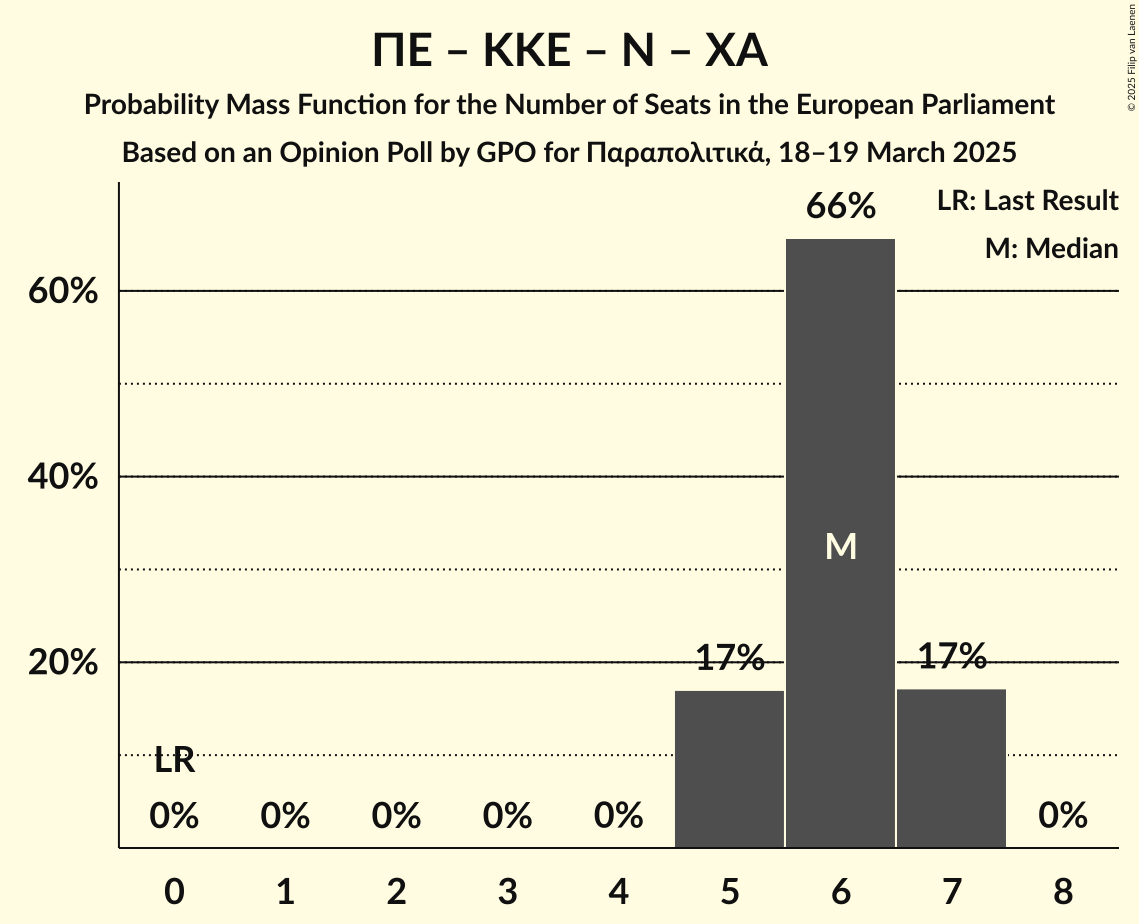 ΠΕ – ΚΚΕ – Ν – ΧΑ
Probability Mass Function for the Number of Seats in the European Parliament
Based on an Opinion Poll by GPO for Παραπολιτικά, 18–19 March 2025
© 2025 Filip van Laenen
LR: Last Result
M: Median
66%
60%
40%
M
20%
17%
17%
LR
0%
0%
0%
0%
0%
0%
0
1
2
3
4
5
6
7
8